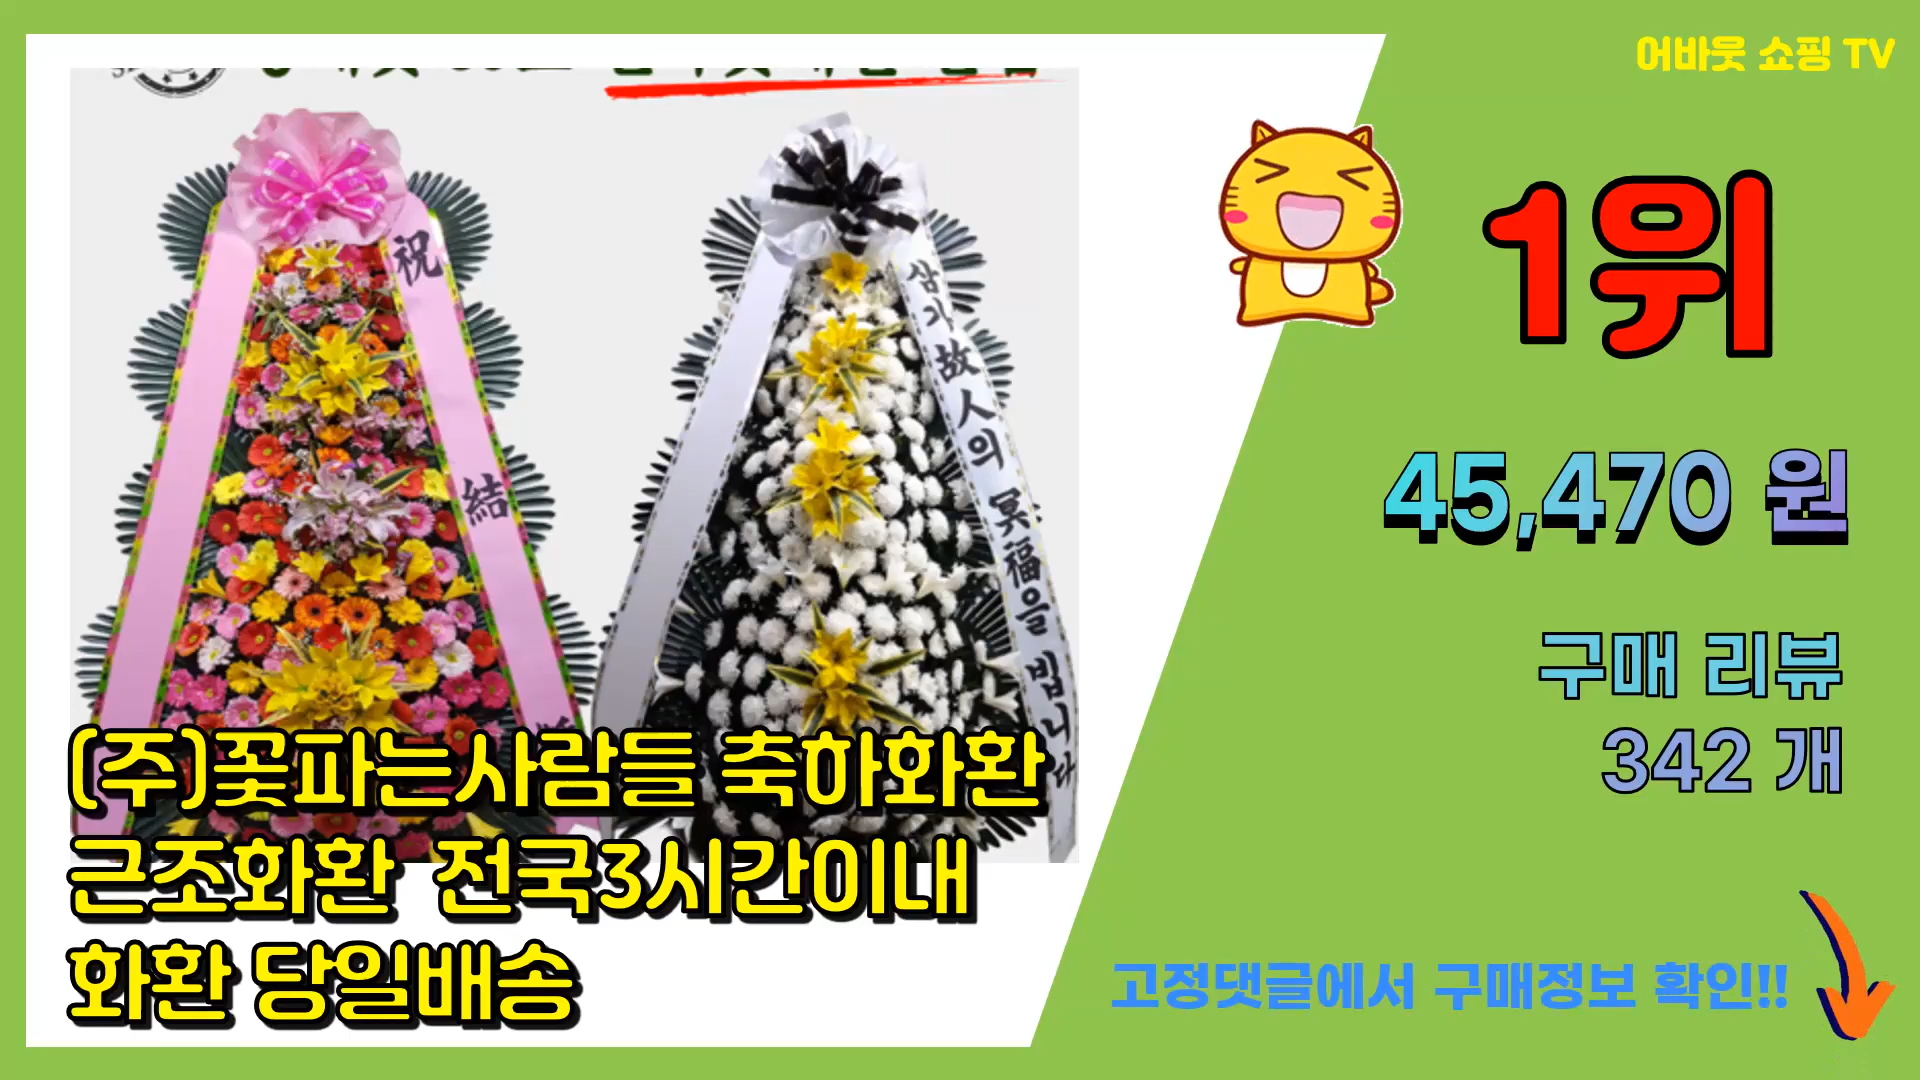 어바웃 쇼핑 TV
1위
45,470 원
구매 리뷰
342 개
祝
結
삼가 故人의 冥福을 빕니다
(주)꽃파는사람들 축하화환
근조화환 전국3시간이내
화환 당일배송
고정댓글에서 구매정보 확인!!